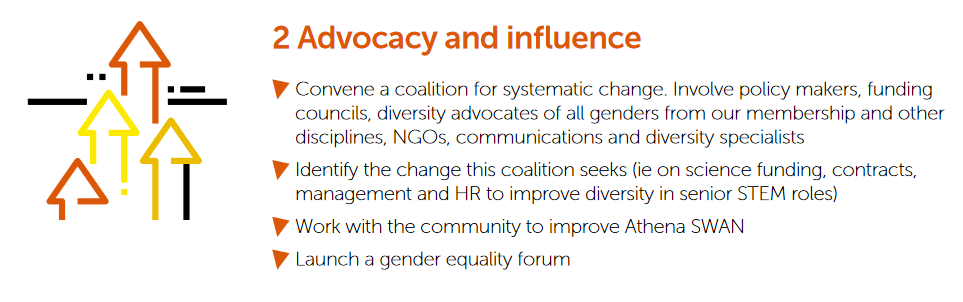 2 Advocacy and influence
Convene a coalition for systematic change. Involve policy makers, funding
councils, diversity advocates of all genders from our membership and other
disciplines, NGOs, communications and diversity specialists
Identify the change this coalition seeks (ie on science funding, contracts,
management and HR to improve diversity in senior STEM roles)
Work with the community to improve Athena SWAN
Launch a gender equality forum